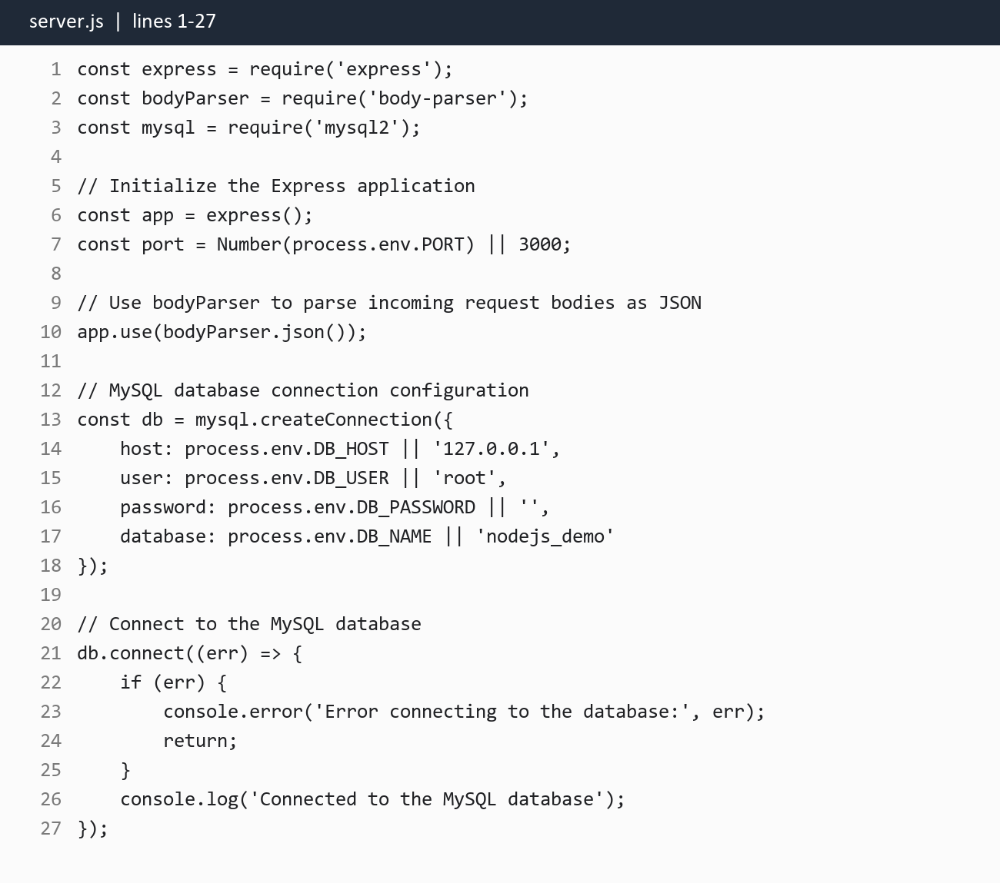 server.js | lines 1-27
1 const express = require('express');
2 const bodyParser = require('body-parser');
3 const mysql = require('mysql2');
4
5 // Initialize the Express application
6 const app = express();
7 const port = Number(process.env.PORT) || 3000;
8
9 // Use bodyParser to parse incoming request bodies as JSON
10 app.use(bodyParser.json());
11
12 // MySQL database connection configuration
13 const db = mysql.createConnection({
14     host: process.env.DB_HOST || '127.0.0.1',
15     user: process.env.DB_USER || 'root',
16     password: process.env.DB_PASSWORD || '',
17     database: process.env.DB_NAME || 'nodejs_demo'
18 });
19
20 // Connect to the MySQL database
21 db.connect((err) => {
22     if (err) {
23         console.error('Error connecting to the database:', err);
24         return;
25     }
26     console.log('Connected to the MySQL database');
27 });